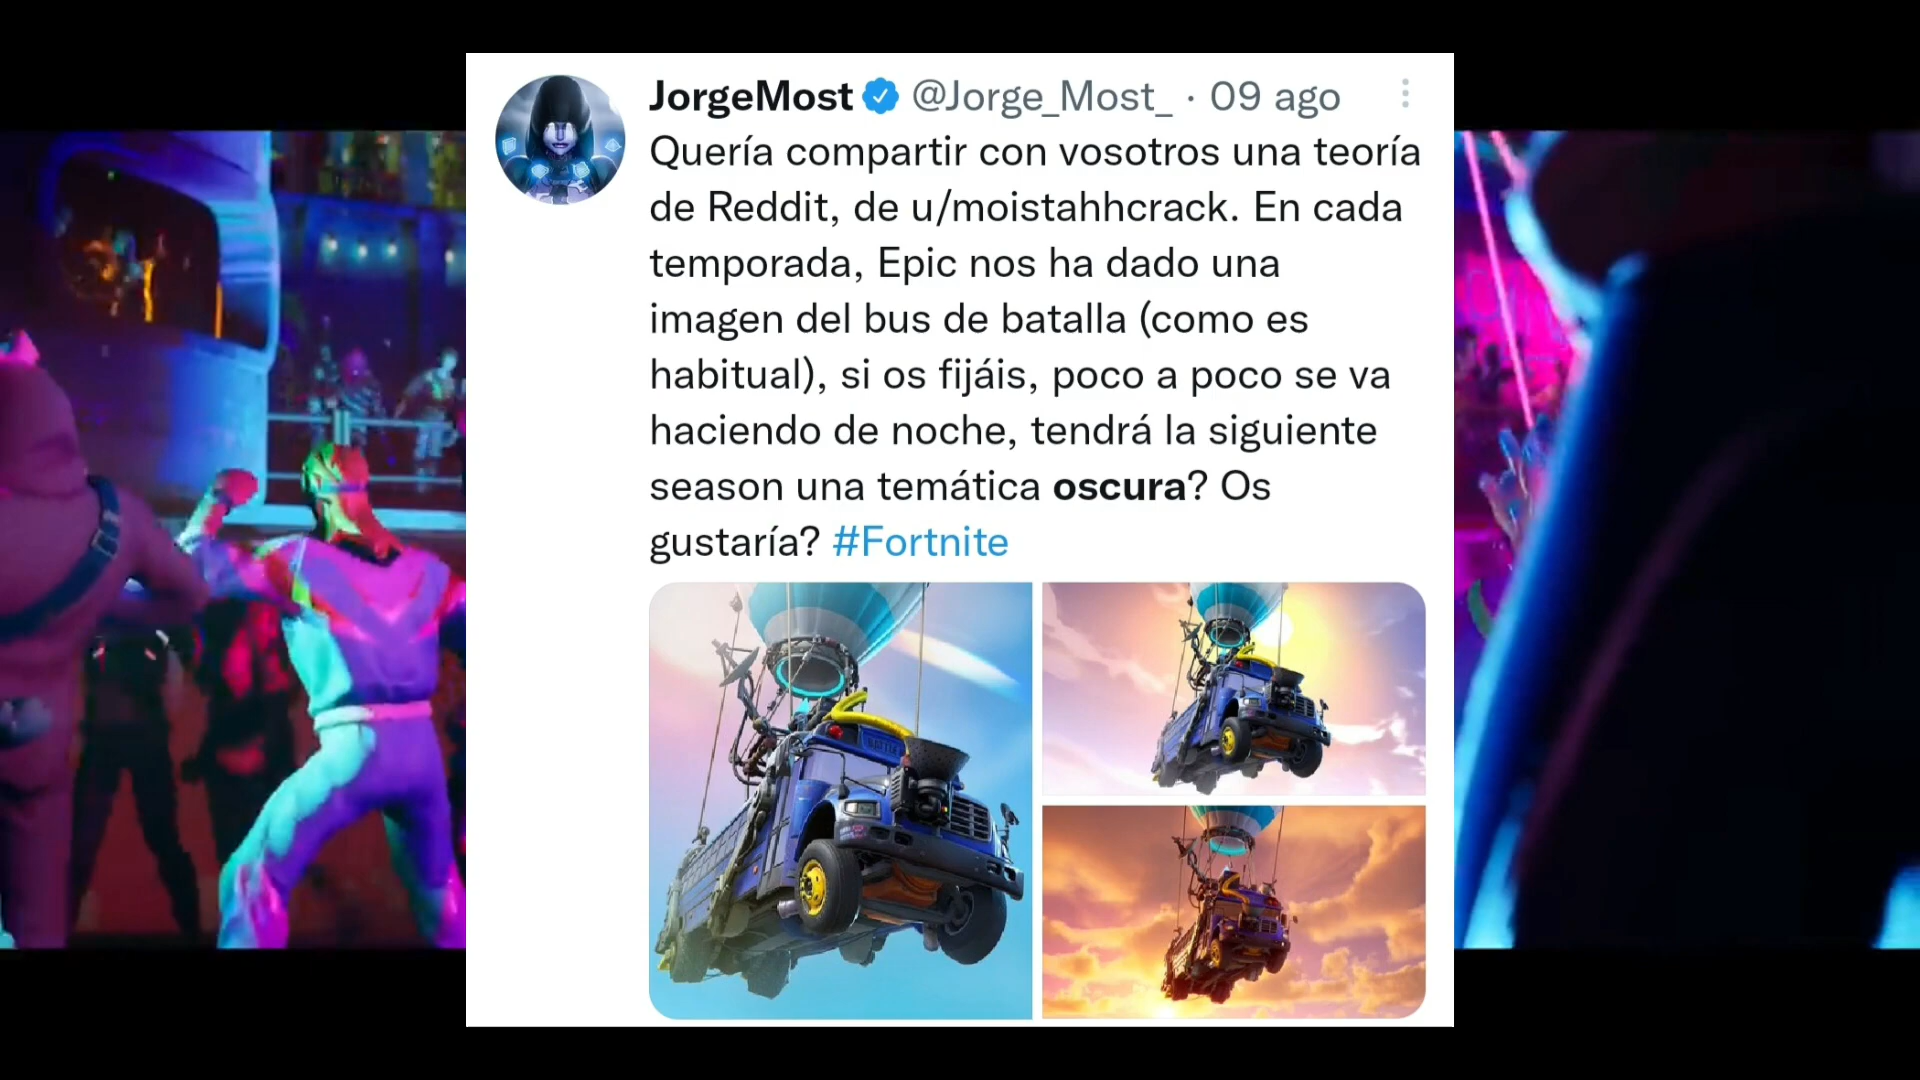 JorgeMost @Jorge_Most_ · 09 ago
Quería compartir con vosotros una teoría
de Reddit, de u/moistahhcrack. En cada
temporada, Epic nos ha dado una
imagen del bus de batalla (como es
habitual), si os fijáis, poco a poco se va
haciendo de noche, tendrá la siguiente
season una temática oscura? Os
gustaría? #Fortnite